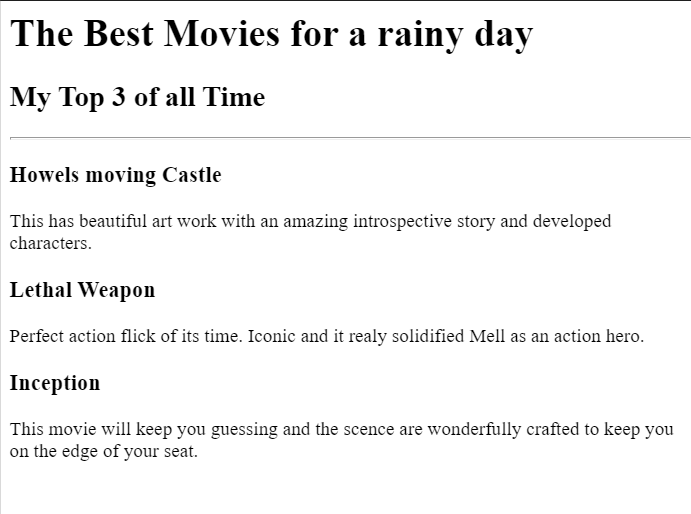 The Best Movies for a rainy day
My Top 3 of all Time
Howels moving Castle
This has beautiful art work with an amazing introspective story and developed
characters.
Lethal Weapon
Perfect action flick of its time. Iconic and it realy solidified Mell as an action hero.
Inception
This movie will keep you guessing and the scence are wonderfully crafted to keep you
on the edge of your seat.